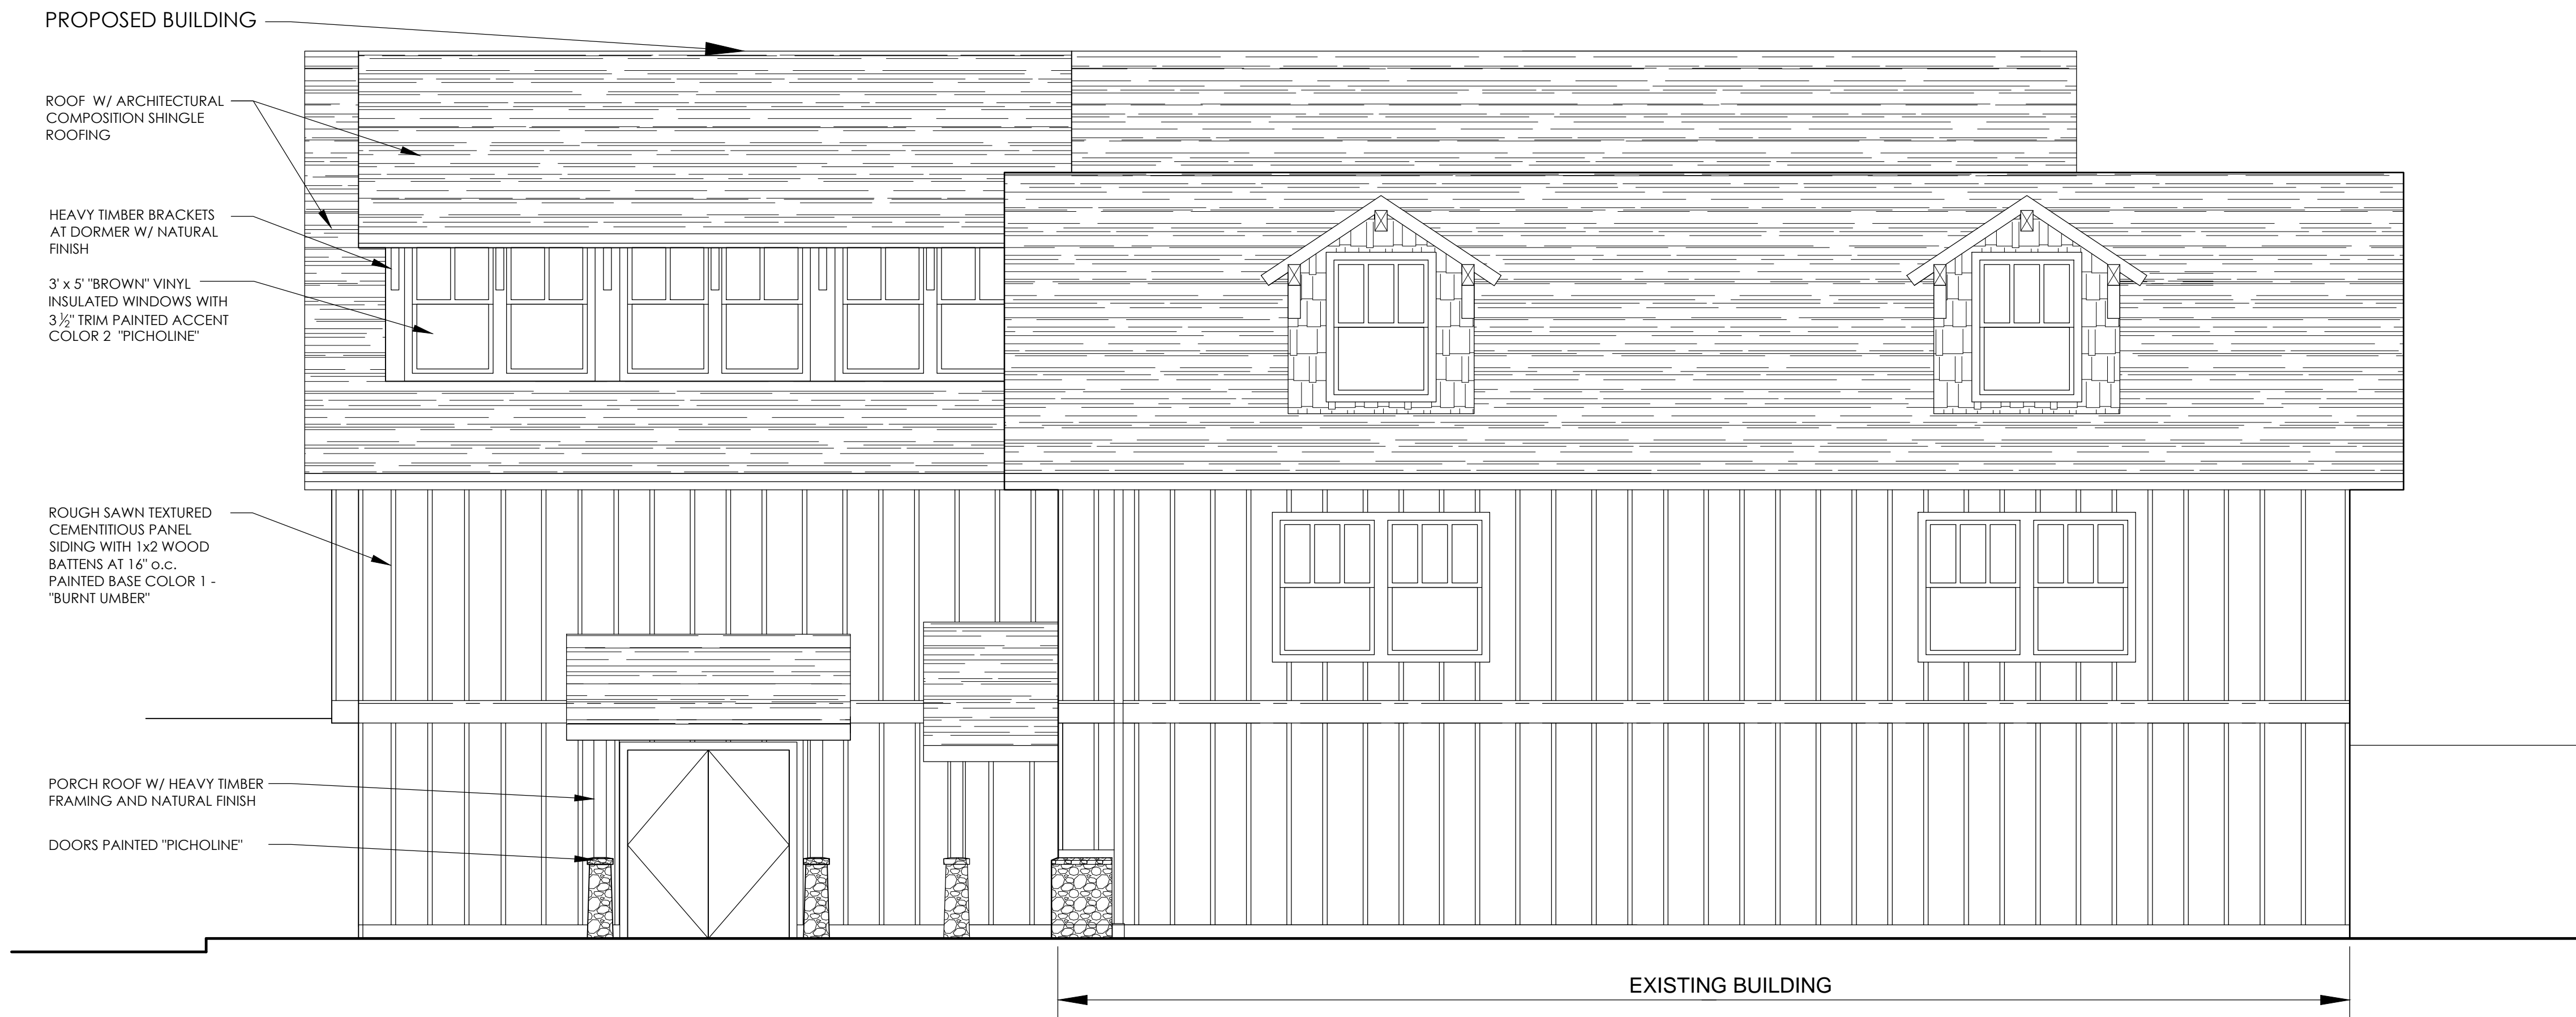 PROPOSED BUILDING
ROOF W/ ARCHITECTURAL
COMPOSITION SHINGLE
ROOFING
HEAVY TIMBER BRACKETS
AT DORMER W/ NATURAL
FINISH
3' x 5' "BROWN" VINYL
INSULATED WINDOWS WITH
3 ½" TRIM PAINTED ACCENT
COLOR 2 "PICHOLINE"
ROUGH SAWN TEXTURED
CEMENTITIOUS PANEL
SIDING WITH 1x2 WOOD
BATTENS AT 16" o.c.
PAINTED BASE COLOR 1 -
"BURNT UMBER"
PORCH ROOF W/ HEAVY TIMBER
FRAMING AND NATURAL FINISH
DOORS PAINTED "PICHOLINE"
EXISTING BUILDING